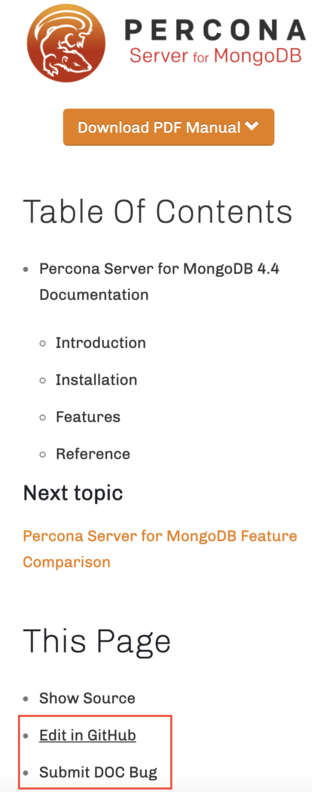 PERCONA
Server for MongoDB
Download PDF Manual
Table Of Contents
Percona Server for MongoDB 4.4
Documentation
Introduction
Installation
Features
Reference
Next topic
Percona Server for MongoDB Feature
Comparison
This Page
Show Source
Edit in GitHub
Submit DOC Bug